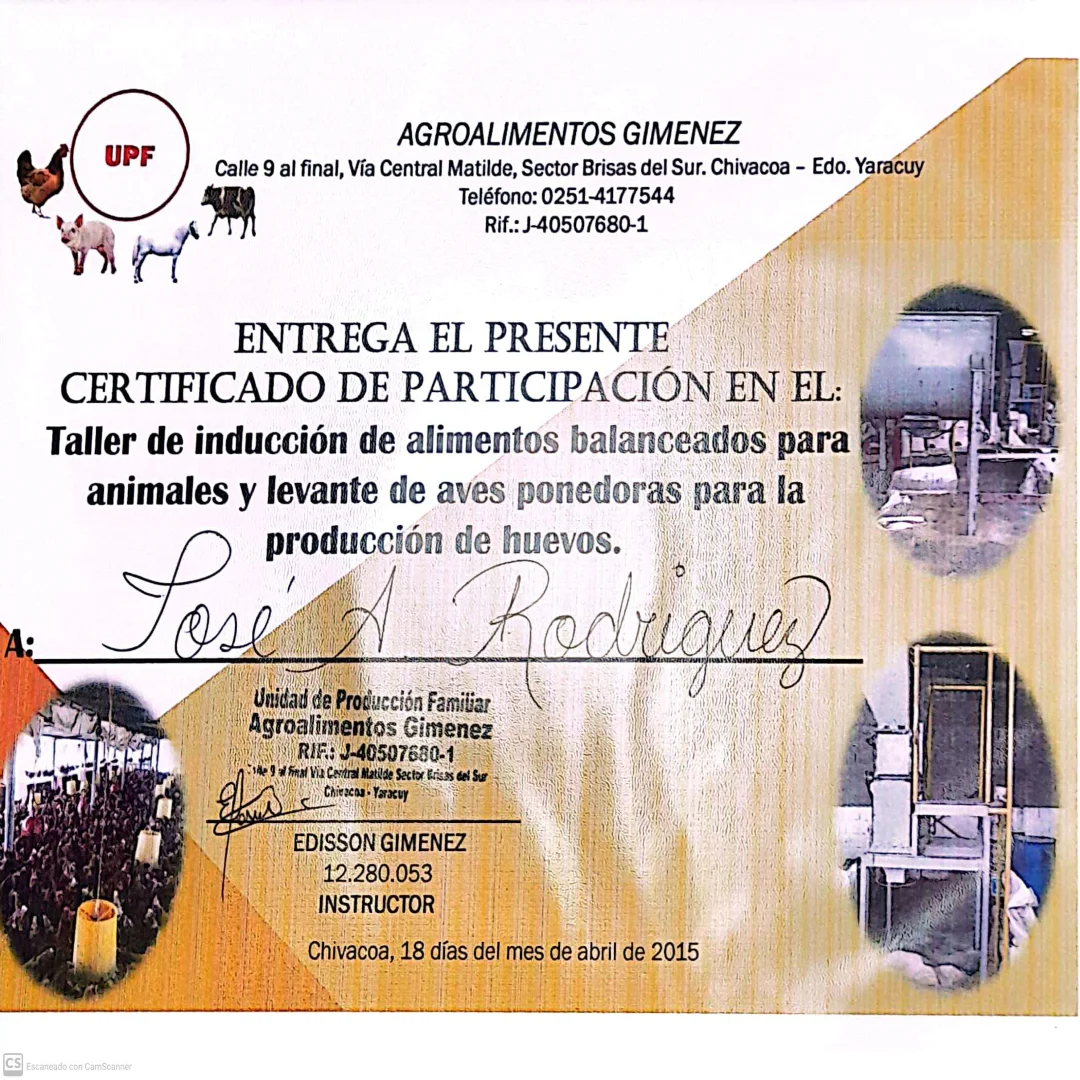 UPF
AGROALIMENTOS GIMENEZ
Calle 9 al final, Vía Central Matilde, Sector Brisas del Sur. Chivacoa – Edo. Yaracuy
Teléfono: 0251-4177544
Rif.: J-40507680-1
ENTREGA EL PRESENTE
CERTIFICADO DE PARTICIPACIÓN EN EL:
Taller de inducción de alimentos balanceados para
animales y levante de aves ponedoras para la
producción de huevos.
A: José A. Rodriguez
Unidad de Producción Familiar
Agroalimentos Gimenez
RIF.: J-40507680-1
Calle 9 al final Vía Central Matilde Sector Brisas del Sur
Chivacoa - Yaracuy
EDISSON GIMENEZ
12.280.053
INSTRUCTOR
Chivacoa, 18 días del mes de abril de 2015
CS Escaneado con CamScanner